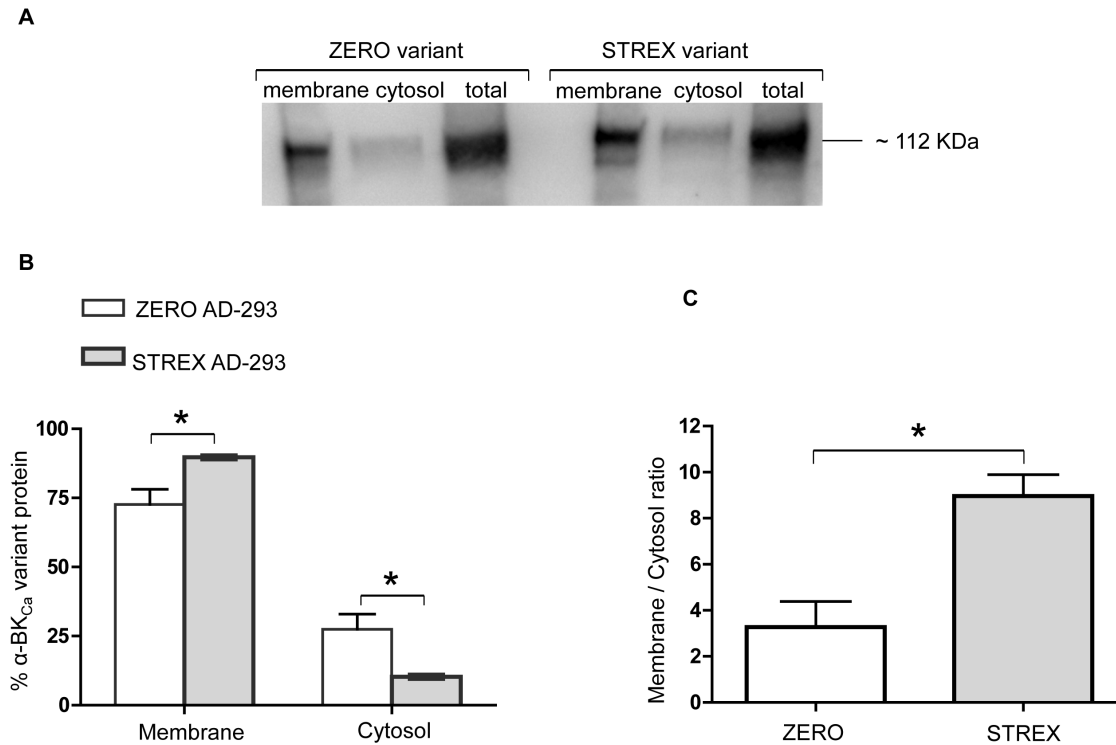 A
ZERO variant STREX variant
membrane cytosol total membrane cytosol total
~ 112 KDa
B
ZERO AD-293
STREX AD-293
% α-BKCa variant protein
100
75
50
25
0
*
*
Membrane Cytosol
C
Membrane / Cytosol ratio
12
10
8
6
4
2
0
*
ZERO STREX